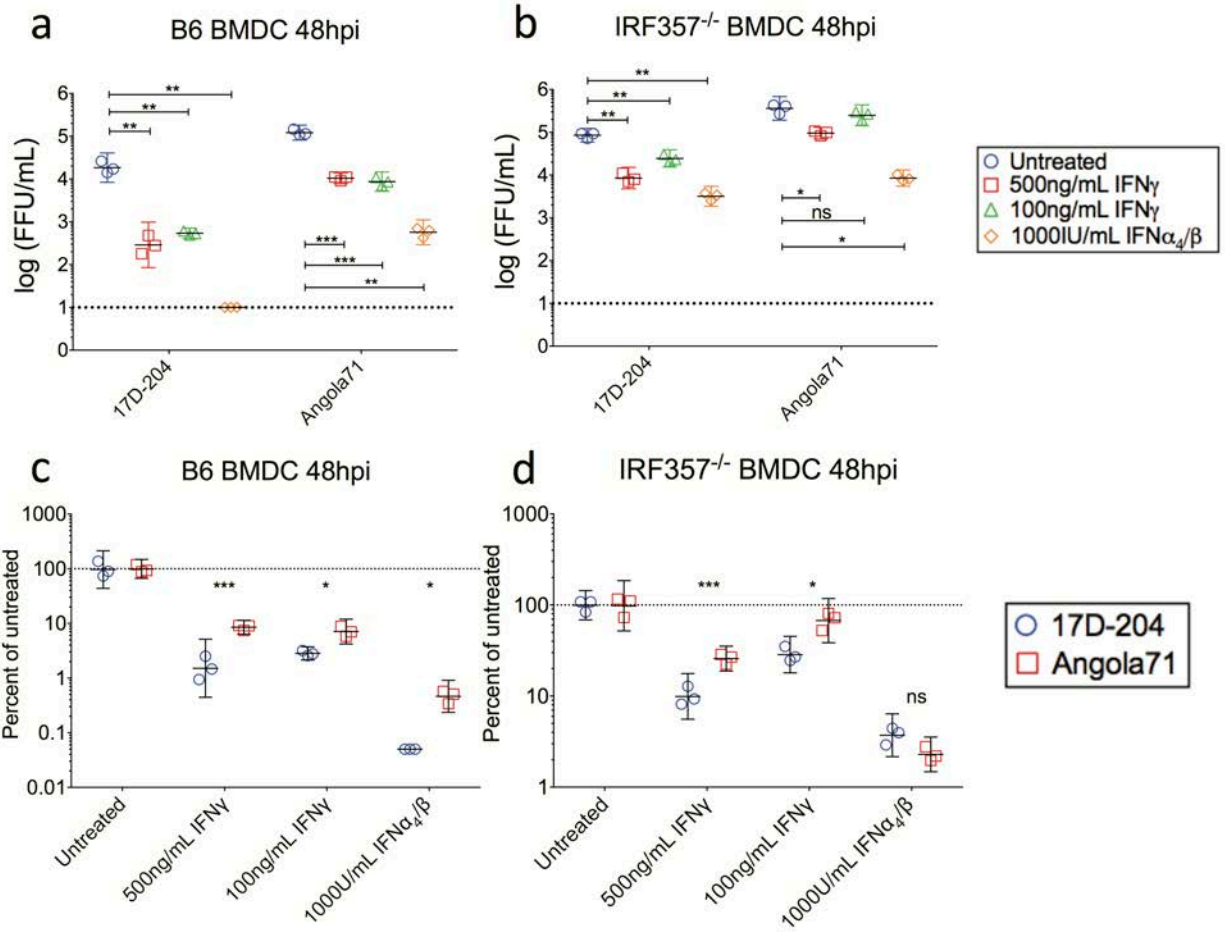 a
B6 BMDC 48hpi
log (FFU/mL)
6
5
4
3
2
1
0
**
**
**
***
***
**
17D-204
Angola71
b
IRF357-/- BMDC 48hpi
log (FFU/mL)
6
5
4
3
2
1
0
**
**
**
*
ns
*
17D-204
Angola71
Untreated
500ng/mL IFNγ
100ng/mL IFNγ
1000IU/mL IFNα4/β
c
B6 BMDC 48hpi
Percent of untreated
1000
100
10
1
0.1
0.01
***
*
*
Untreated
500ng/mL IFNγ
100ng/mL IFNγ
1000U/mL IFNα4/β
d
IRF357-/- BMDC 48hpi
Percent of untreated
1000
100
10
1
***
*
ns
Untreated
500ng/mL IFNγ
100ng/mL IFNγ
1000U/mL IFNα4/β
17D-204
Angola71